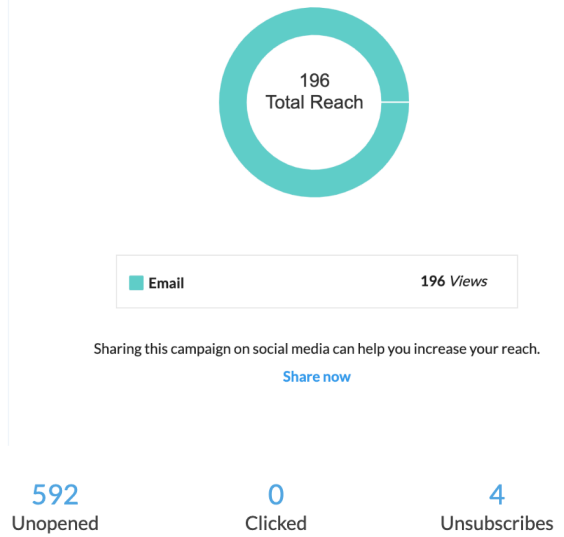 196
Total Reach
Email 196 Views
Sharing this campaign on social media can help you increase your reach.
Share now
592 0 4
Unopened Clicked Unsubscribes